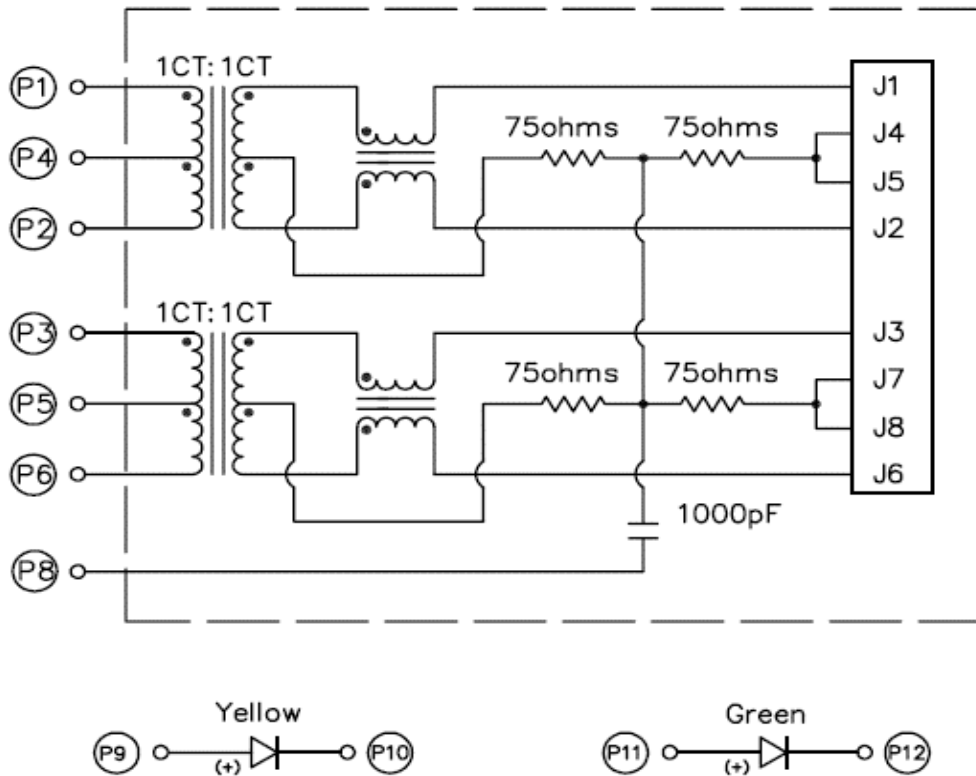 1CT: 1CT
P1
J1
75ohms 75ohms
J4
P4
J5
P2
J2
1CT: 1CT
P3
J3
75ohms 75ohms
J7
P5
J8
P6
J6
1000pF
P8
Yellow
Green
P9
(+)
P10
P11
(+)
P12